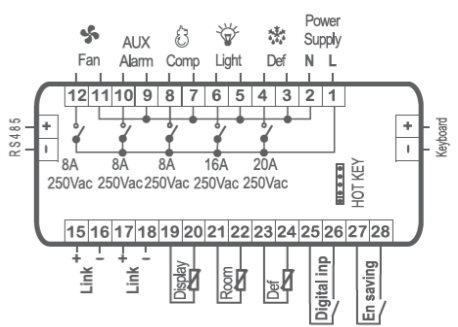 Power
AUX Supply
Fan Alarm Comp Light Def N L
12 11 10 9 8 7 6 5 4 3 2 1
RS485
+
-
+
-
Keyboard
8A 8A 8A 16A 20A
250Vac 250Vac 250Vac 250Vac 250Vac
HOT KEY
15 16 17 18 19 20 21 22 23 24 25 26 27 28
+ - + -
Link Link Display Room Def Digital inp En saving